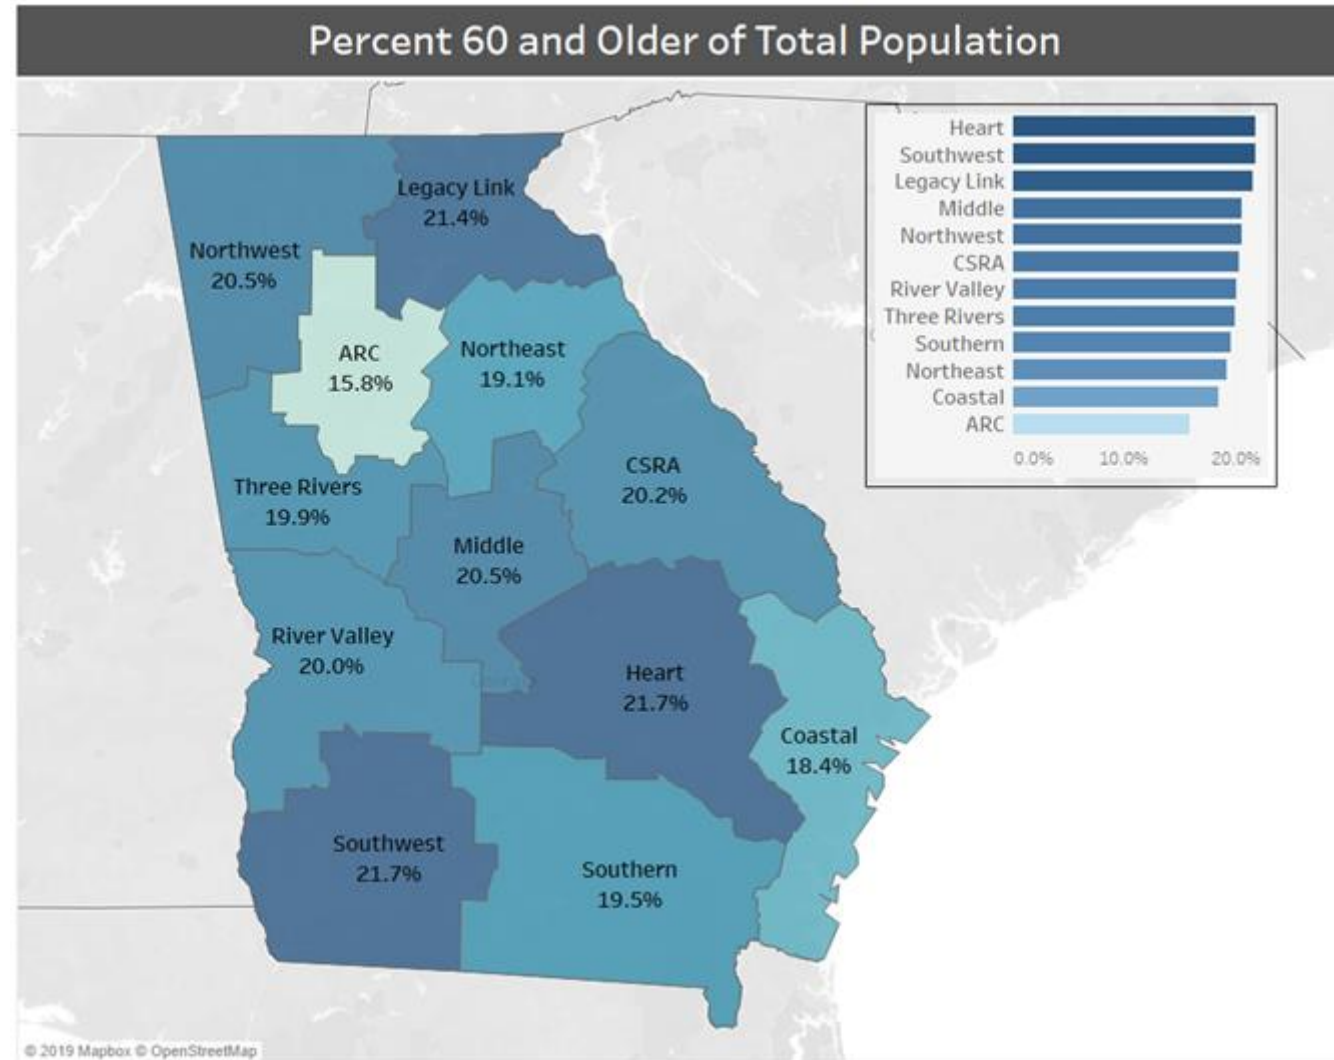 Percent 60 and Older of Total Population
Legacy Link
21.4%
Northwest
20.5%
ARC
15.8%
Northeast
19.1%
CSRA
20.2%
Three Rivers
19.9%
Middle
20.5%
River Valley
20.0%
Heart
21.7%
Coastal
18.4%
Southwest
21.7%
Southern
19.5%
Heart
Southwest
Legacy Link
Middle
Northwest
CSRA
River Valley
Three Rivers
Southern
Northeast
Coastal
ARC
0.0% 10.0% 20.0%
© 2019 Mapbox © OpenStreetMap